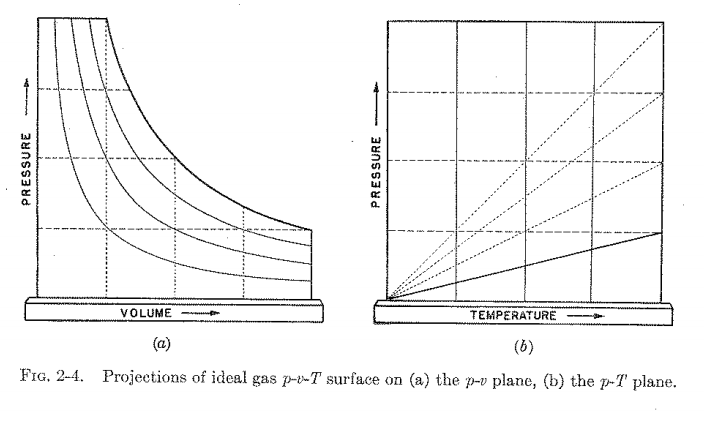 PRESSURE
VOLUME
(a)
PRESSURE
TEMPERATURE
(b)
FIG. 2-4. Projections of ideal gas p-v-T surface on (a) the p-v plane, (b) the p-T plane.